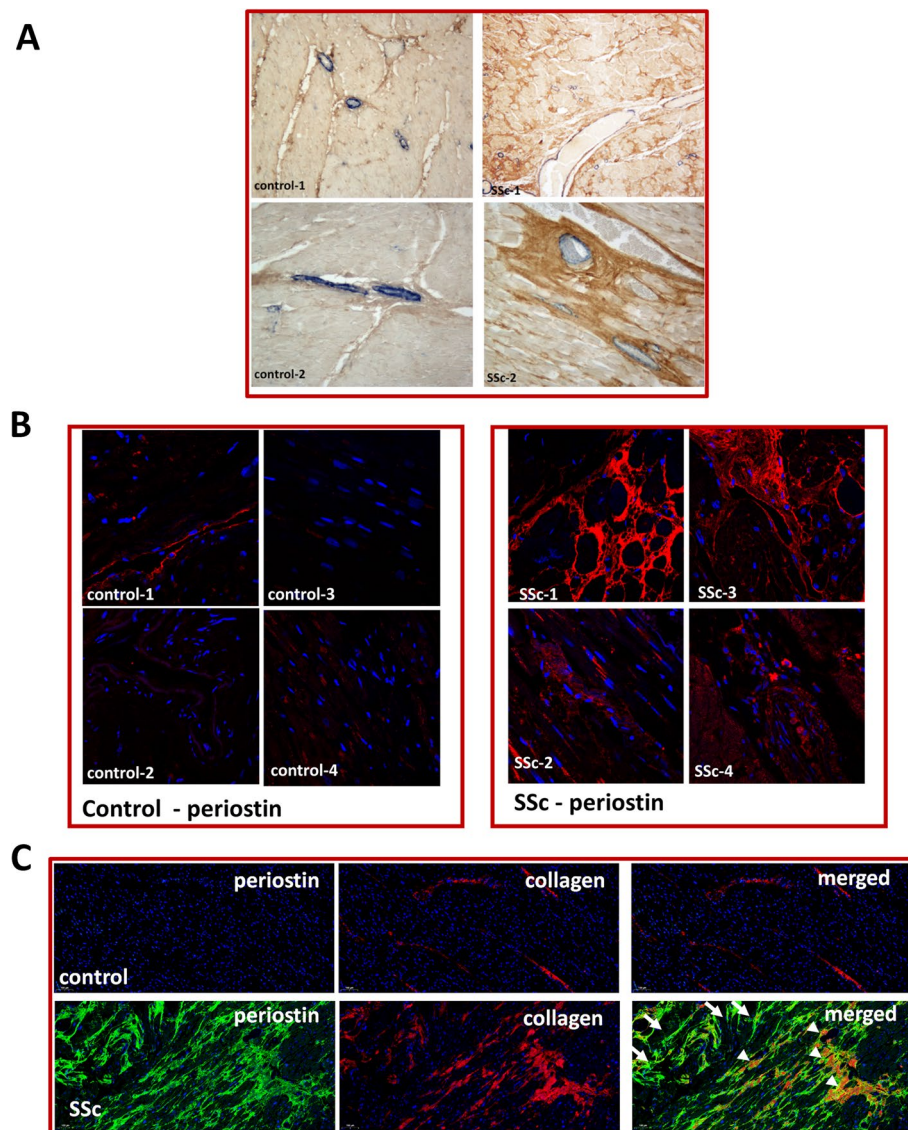 A
control-1
SSc-1
control-2
SSc-2
B
control-1
control-3
control-2
control-4
Control - periostin
SSc-1
SSc-3
SSc-2
SSc-4
SSc - periostin
C
periostin
collagen
merged
control
periostin
collagen
merged
SSc